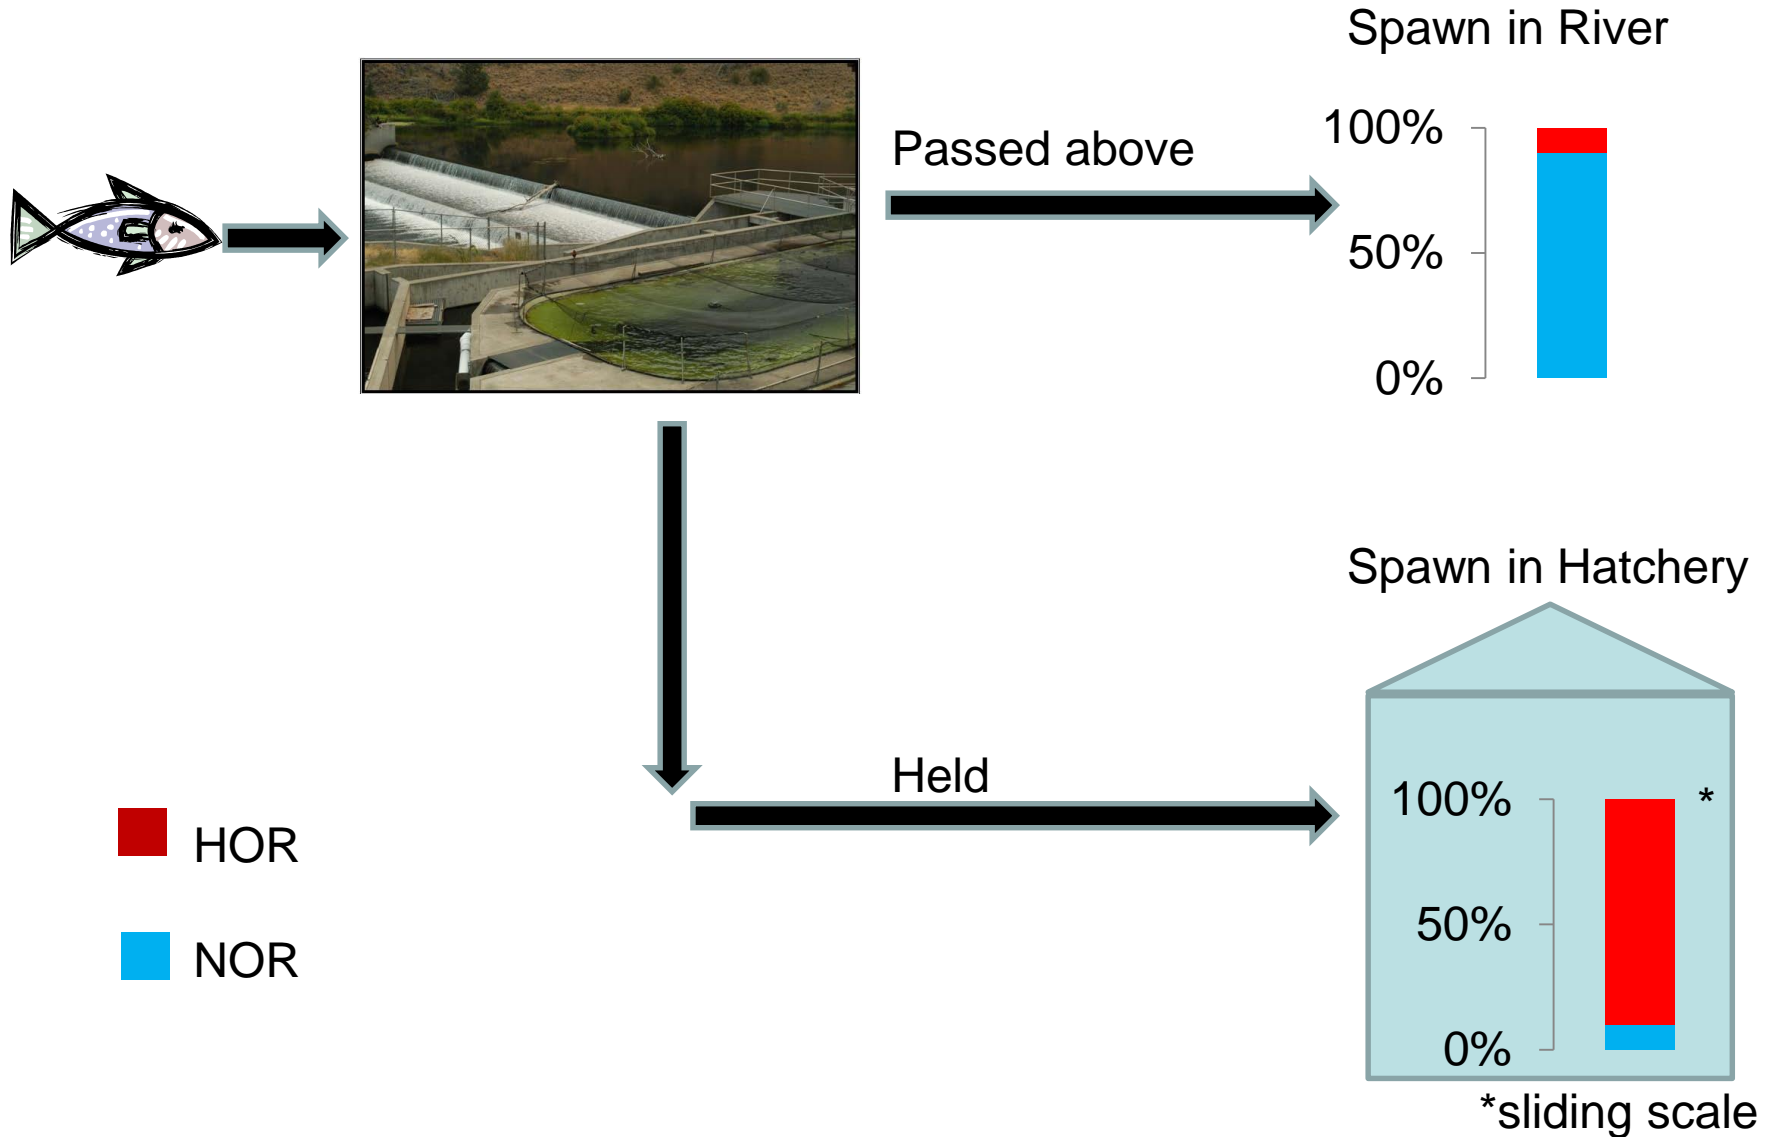 Spawn in River
100%
50%
0%
Passed above
Spawn in Hatchery
Held
100%
*
50%
0%
*sliding scale
HOR
NOR